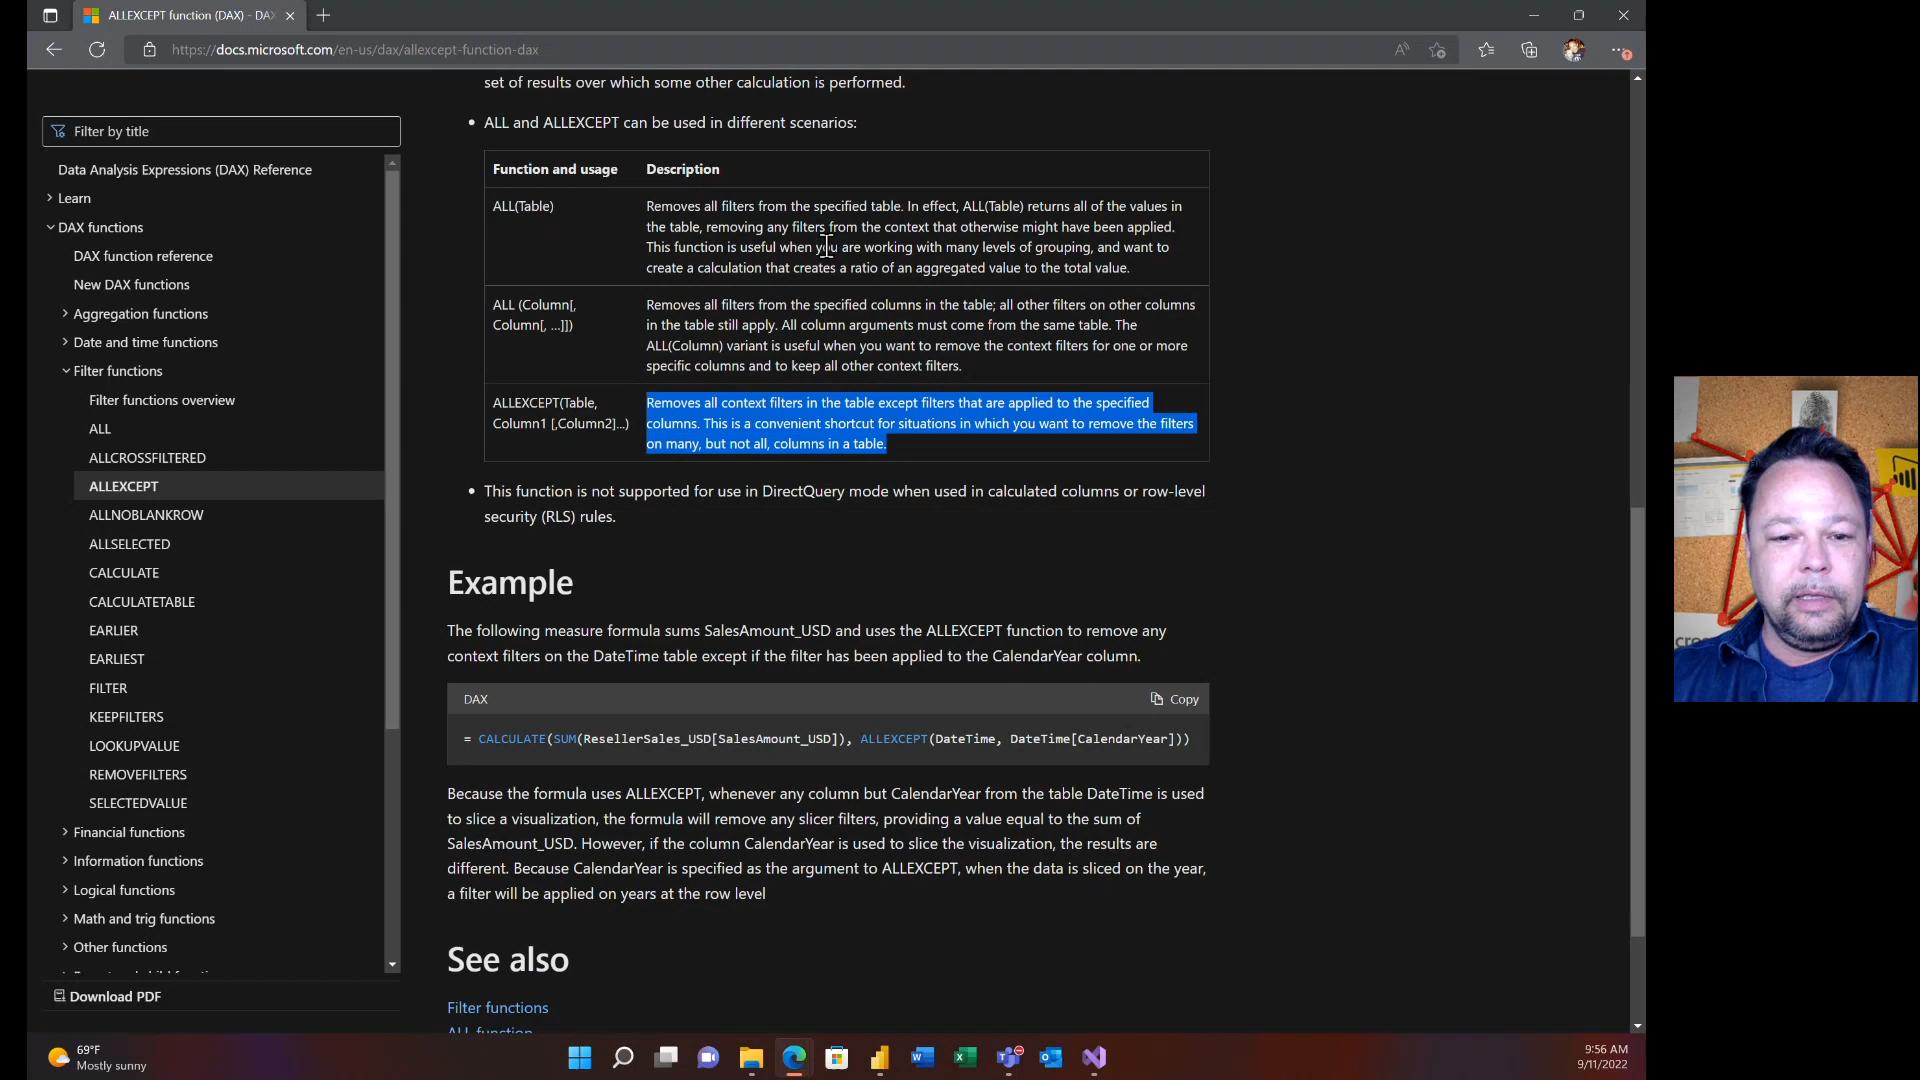 ALLEXCEPT function (DAX) - DAX
https://docs.microsoft.com/en-us/dax/allexcept-function-dax
Filter by title
Data Analysis Expressions (DAX) Reference
Learn
DAX functions
DAX function reference
New DAX functions
Aggregation functions
Date and time functions
Filter functions
Filter functions overview
ALL
ALLCROSSFILTERED
ALLEXCEPT
ALLNOBLANKROW
ALLSELECTED
CALCULATE
CALCULATETABLE
EARLIER
EARLIEST
FILTER
KEEPFILTERS
LOOKUPVALUE
REMOVEFILTERS
SELECTEDVALUE
Financial functions
Information functions
Logical functions
Math and trig functions
Other functions
Download PDF
set of results over which some other calculation is performed.
• ALL and ALLEXCEPT can be used in different scenarios:
Function and usage Description
ALL(Table) Removes all filters from the specified table. In effect, ALL(Table) returns all of the values in
the table, removing any filters from the context that otherwise might have been applied.
This function is useful when you are working with many levels of grouping, and want to
create a calculation that creates a ratio of an aggregated value to the total value.
ALL (Column[, Removes all filters from the specified columns in the table; all other filters on other columns
Column[, ...]]) in the table still apply. All column arguments must come from the same table. The
ALL(Column) variant is useful when you want to remove the context filters for one or more
specific columns and to keep all other context filters.
ALLEXCEPT(Table, Removes all context filters in the table except filters that are applied to the specified
Column1 [,Column2]...) columns. This is a convenient shortcut for situations in which you want to remove the filters
on many, but not all, columns in a table.
• This function is not supported for use in DirectQuery mode when used in calculated columns or row-level
security (RLS) rules.
Example
The following measure formula sums SalesAmount_USD and uses the ALLEXCEPT function to remove any
context filters on the DateTime table except if the filter has been applied to the CalendarYear column.
DAX Copy
= CALCULATE(SUM(ResellerSales_USD[SalesAmount_USD]), ALLEXCEPT(DateTime, DateTime[CalendarYear]))
Because the formula uses ALLEXCEPT, whenever any column but CalendarYear from the table DateTime is used
to slice a visualization, the formula will remove any slicer filters, providing a value equal to the sum of
SalesAmount_USD. However, if the column CalendarYear is used to slice the visualization, the results are
different. Because CalendarYear is specified as the argument to ALLEXCEPT, when the data is sliced on the year,
a filter will be applied on years at the row level
See also
Filter functions
ALL function
69°F
Mostly sunny
9:56 AM
9/11/2022